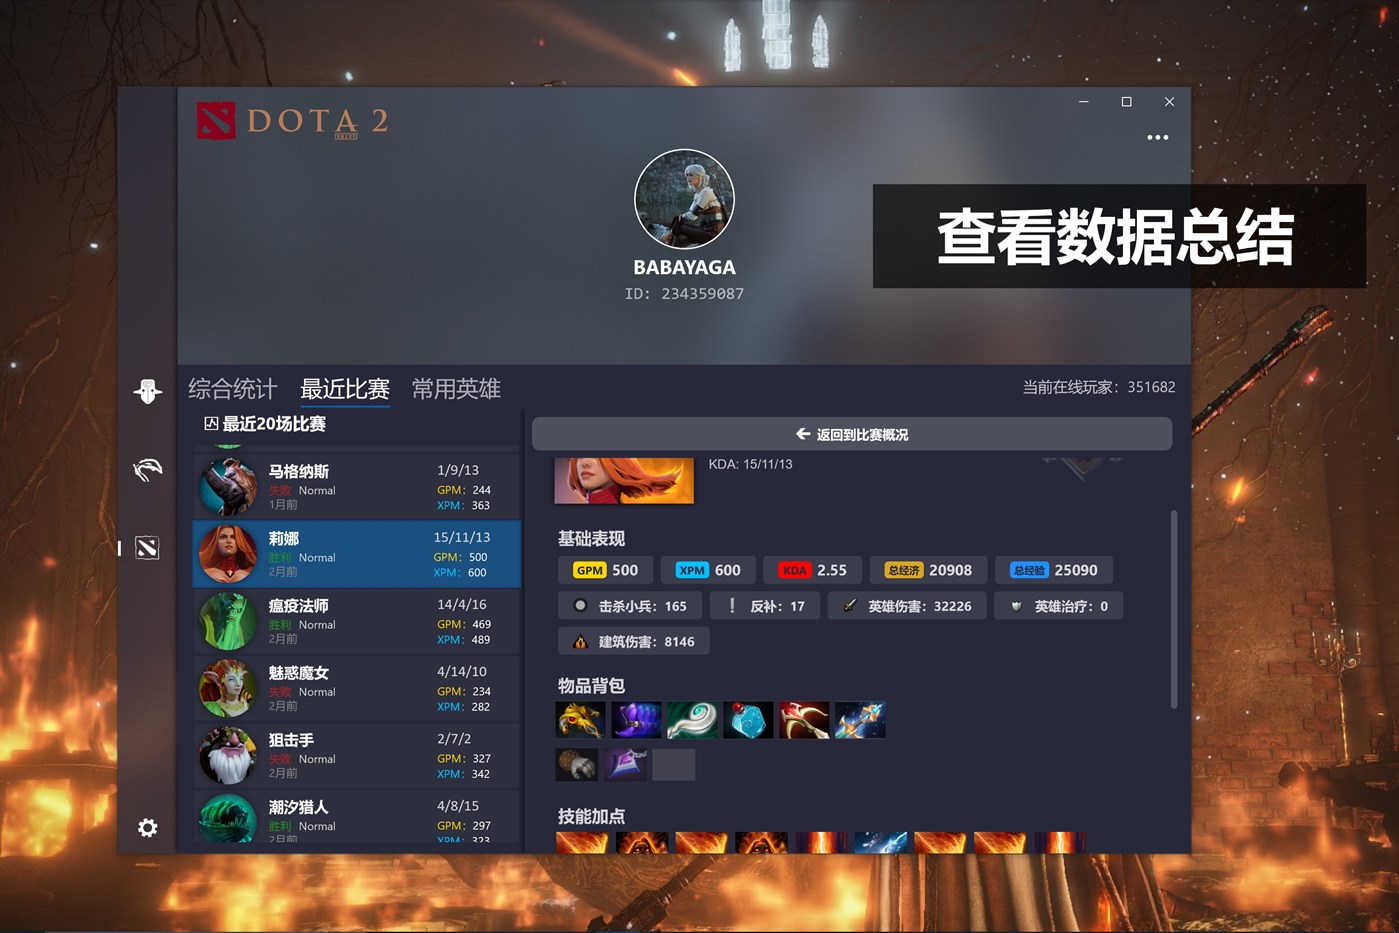 DOTA 2
VALVE
查看数据总结
BABAYAGA
ID: 234359087
综合统计 最近比赛 常用英雄
当前在线玩家：351682
最近20场比赛
马格纳斯 1/9/13
失败 Normal GPM: 244
1月前 XPM: 363
莉娜 15/11/13
胜利 Normal GPM: 500
2月前 XPM: 600
瘟疫法师 14/4/16
胜利 Normal GPM: 469
2月前 XPM: 489
魅惑魔女 4/14/10
失败 Normal GPM: 234
2月前 XPM: 282
狙击手 2/7/2
失败 Normal GPM: 327
2月前 XPM: 342
潮汐猎人 4/8/15
胜利 Normal GPM: 297
2月前 XPM: 323
返回到比赛概况
KDA: 15/11/13
基础表现
GPM 500 XPM 600 KDA 2.55 总经济 20908 总经验 25090
击杀小兵：165 反补：17 英雄伤害：32226 英雄治疗：0
建筑伤害：8146
物品背包
技能加点